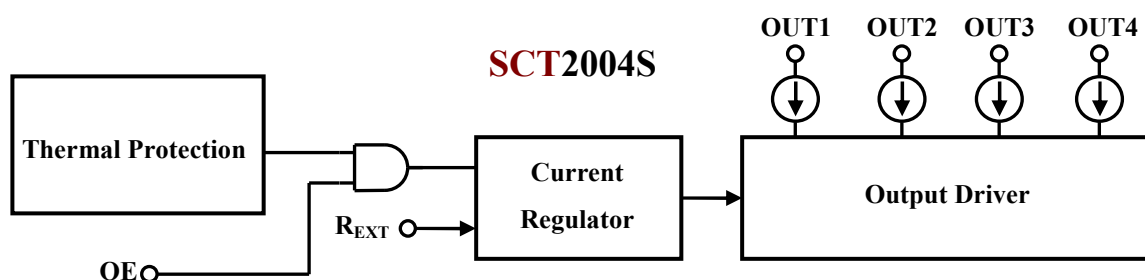 OUT1 OUT2 OUT3 OUT4
SCT2004S
Thermal Protection
Current
Regulator
Output Driver
REXT
OE